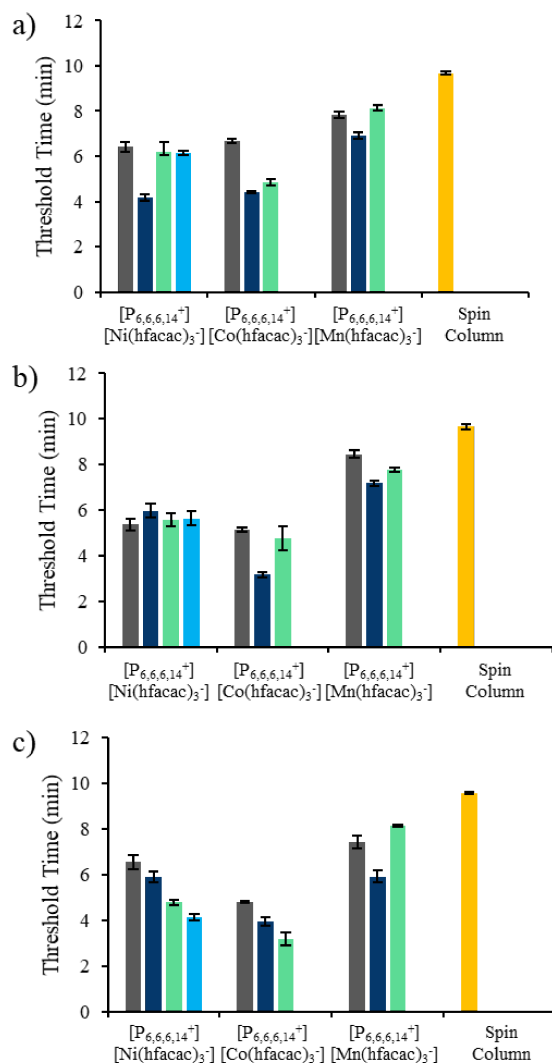 a)
Threshold Time (min)
12
10
8
6
4
2
0
[P₆,₆,₆,₁₄⁺] [P₆,₆,₆,₁₄⁺] [P₆,₆,₆,₁₄⁺] Spin
[Ni(hfacac)₃⁻] [Co(hfacac)₃⁻] [Mn(hfacac)₃⁻] Column
b)
Threshold Time (min)
12
10
8
6
4
2
0
[P₆,₆,₆,₁₄⁺] [P₆,₆,₆,₁₄⁺] [P₆,₆,₆,₁₄⁺] Spin
[Ni(hfacac)₃⁻] [Co(hfacac)₃⁻] [Mn(hfacac)₃⁻] Column
c)
Threshold Time (min)
12
10
8
6
4
2
0
[P₆,₆,₆,₁₄⁺] [P₆,₆,₆,₁₄⁺] [P₆,₆,₆,₁₄⁺] Spin
[Ni(hfacac)₃⁻] [Co(hfacac)₃⁻] [Mn(hfacac)₃⁻] Column